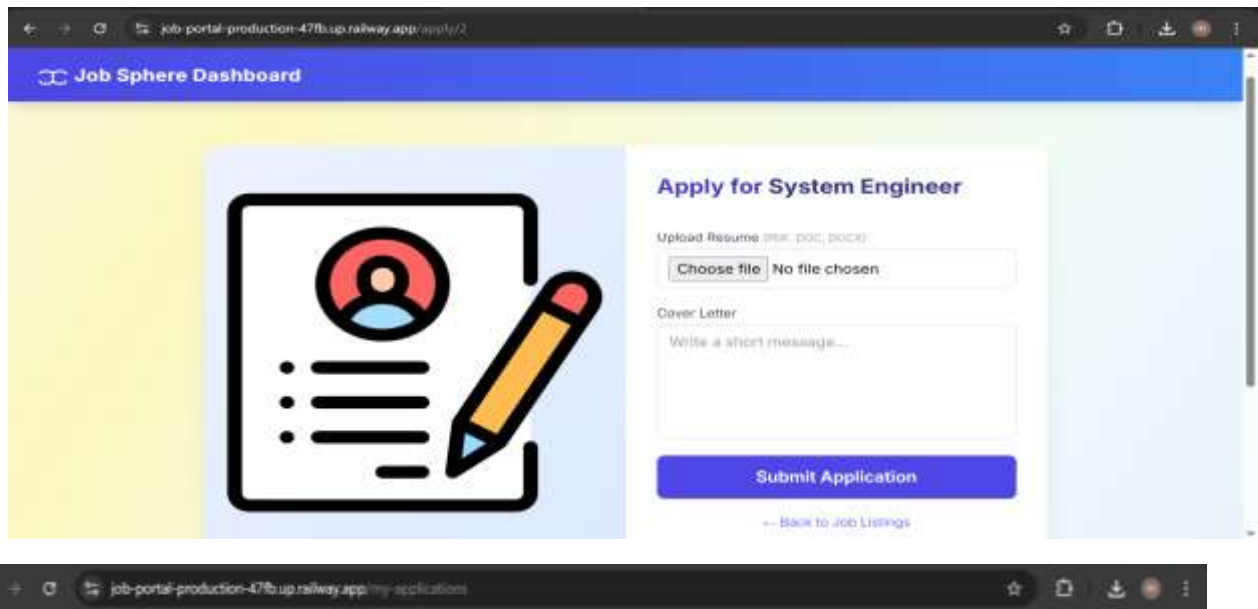 job-portal-production-47fb.up.railway.app/apply/2
Job Sphere Dashboard
Apply for System Engineer
Upload Resume (PDF, DOC, DOCX)
Choose file No file chosen
Cover Letter
Write a short message...
Submit Application
← Back to Job Listings
job-portal-production-47fb.up.railway.app/my-applications